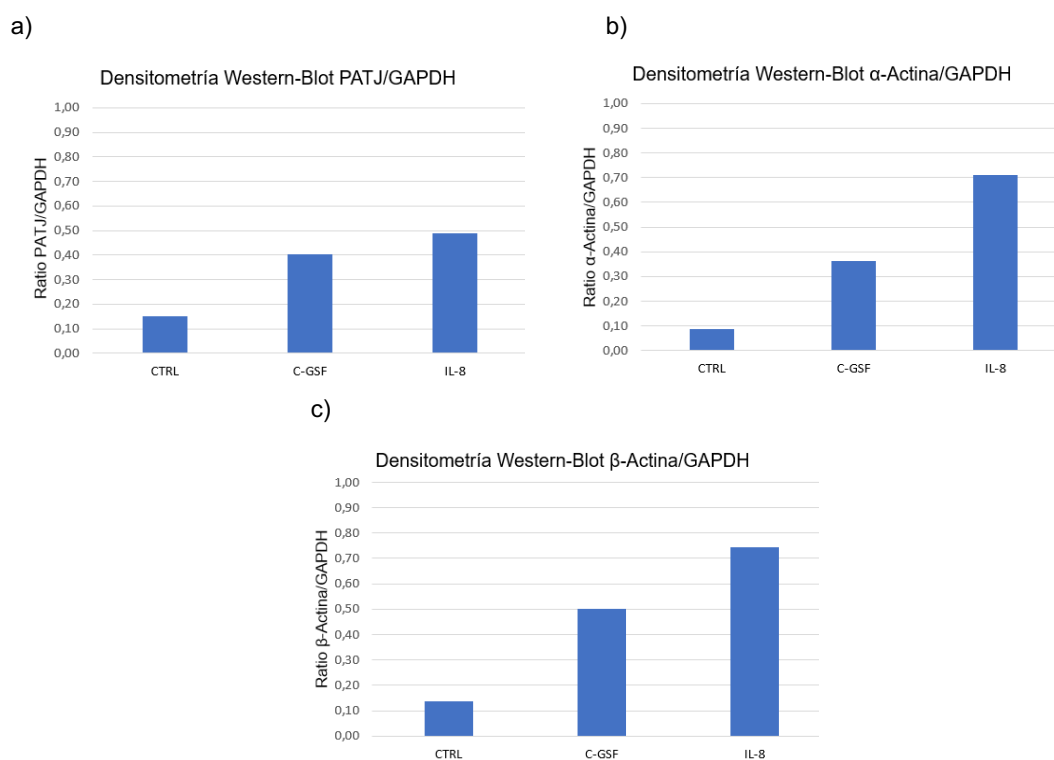 a)
Densitometría Western-Blot PATJ/GAPDH
Ratio PATJ/GAPDH
1,00
0,90
0,80
0,70
0,60
0,50
0,40
0,30
0,20
0,10
0,00
CTRL C-GSF IL-8
b)
Densitometría Western-Blot α-Actina/GAPDH
Ratio α-Actina/GAPDH
1,00
0,90
0,80
0,70
0,60
0,50
0,40
0,30
0,20
0,10
0,00
CTRL C-GSF IL-8
c)
Densitometría Western-Blot β-Actina/GAPDH
Ratio β-Actina/GAPDH
1,00
0,90
0,80
0,70
0,60
0,50
0,40
0,30
0,20
0,10
0,00
CTRL C-GSF IL-8